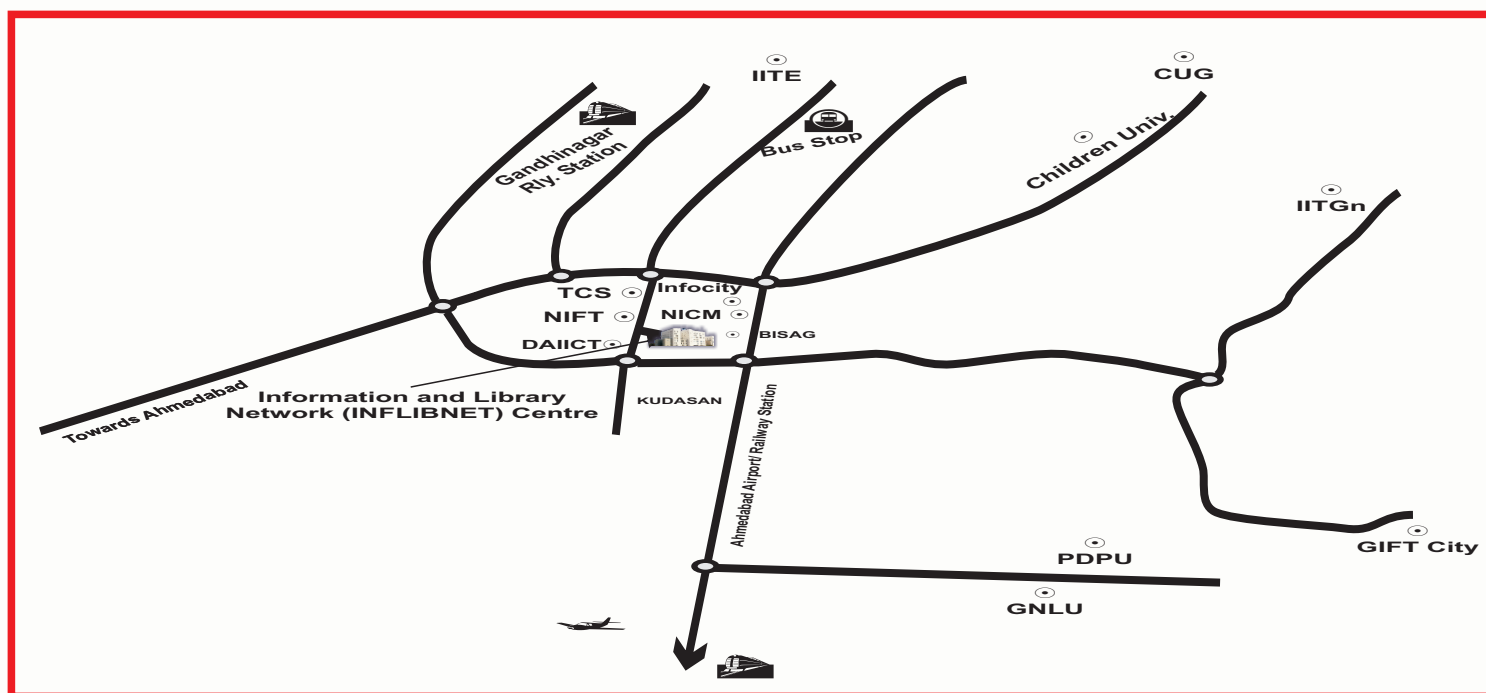 IITE
CUG
Gandhinagar
Rly. Station
Bus Stop
Children Univ.
IITGn
TCS
Infocity
NIFT
NICM
DAIICT
BISAG
Towards Ahmedabad
Information and Library
Network (INFLIBNET) Centre
KUDASAN
Ahmedabad Airport/ Railway Station
PDPU
GIFT City
GNLU